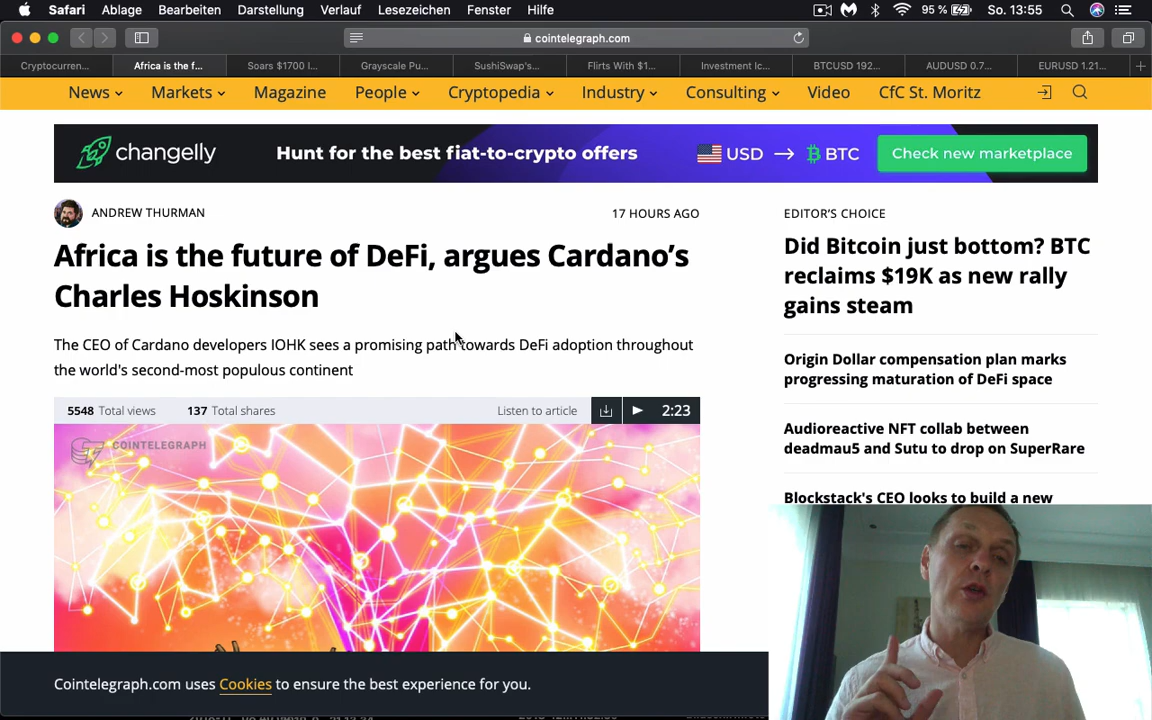 Safari Ablage Bearbeiten Darstellung Verlauf Lesezeichen Fenster Hilfe 95 % So. 13:55
cointelegraph.com
Cryptocurren... Africa is the f... Soars $1700 I... Grayscale Pu... SushiSwap's... Flirts With $1... Investment Ic... BTCUSD 192... AUDUSD 0.7... EURUSD 1.21...
News Markets Magazine People Cryptopedia Industry Consulting Video CfC St. Moritz
changelly Hunt for the best fiat-to-crypto offers USD → BTC Check new marketplace
ANDREW THURMAN 17 HOURS AGO
Africa is the future of DeFi, argues Cardano's
Charles Hoskinson
The CEO of Cardano developers IOHK sees a promising path towards DeFi adoption throughout
the world's second-most populous continent
5548 Total views 137 Total shares Listen to article 2:23
COINTELEGRAPH
EDITOR'S CHOICE
Did Bitcoin just bottom? BTC
reclaims $19K as new rally
gains steam
Origin Dollar compensation plan marks
progressing maturation of DeFi space
Audioreactive NFT collab between
deadmau5 and Sutu to drop on SuperRare
Blockstack's CEO looks to build a new
Cointelegraph.com uses Cookies to ensure the best experience for you.